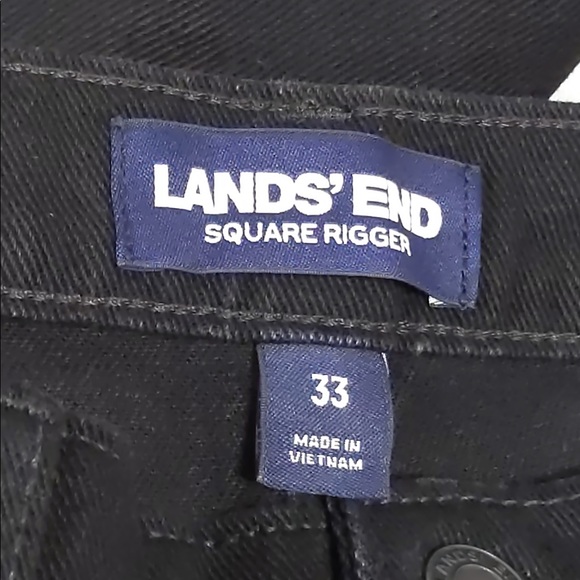 LANDS' END
SQUARE RIGGER
33
MADE IN
VIETNAM